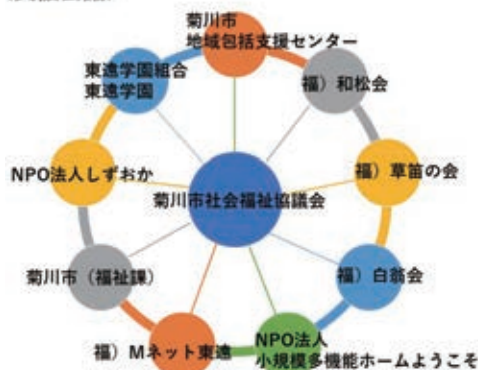 菊川市
地域包括支援センター
福）和松会
福）草笛の会
福）白翁会
NPO法人
小規模多機能ホームようこそ
福）Mネット東遠
菊川市（福祉課）
NPO法人しずおか
東遠学園組合
東遠学園
菊川市社会福祉協議会